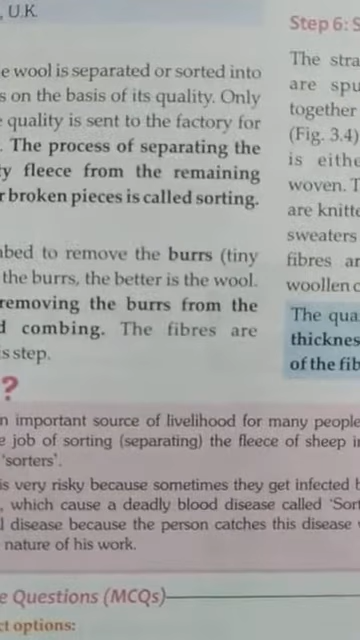 , U.K.
e wool is separated or sorted into
s on the basis of its quality. Only
quality is sent to the factory for
. The process of separating the
ty fleece from the remaining
r broken pieces is called sorting.
bed to remove the burrs (tiny
the burrs, the better is the wool.
removing the burrs from the
d combing. The fibres are
is step.
?
n important source of livelihood for many people
e job of sorting (separating) the fleece of sheep i
'sorters'.
is very risky because sometimes they get infected b
, which cause a deadly blood disease called 'Sort
l disease because the person catches this disease
nature of his work.
e Questions (MCQs)
ct options:
Step 6: S
The stra
are spu
together
(Fig. 3.4)
is eithe
woven. T
are knitte
sweaters
fibres ar
woollen c
The qua
thicknes
of the fib